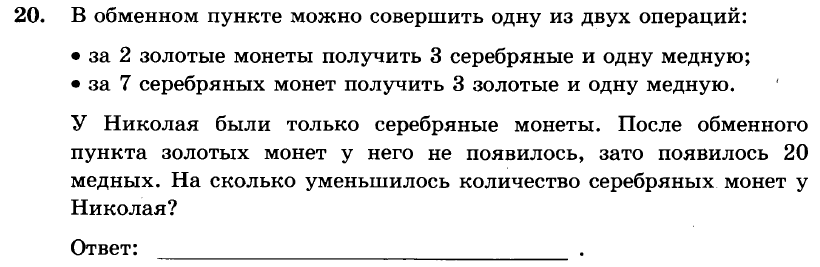 20. В обменном пункте можно совершить одну из двух операций:
• за 2 золотые монеты получить 3 серебряные и одну медную;
• за 7 серебряных монет получить 3 золотые и одну медную.
У Николая были только серебряные монеты. После обменного
пункта золотых монет у него не появилось, зато появилось 20
медных. На сколько уменьшилось количество серебряных монет у
Николая?
Ответ: ____________________ .